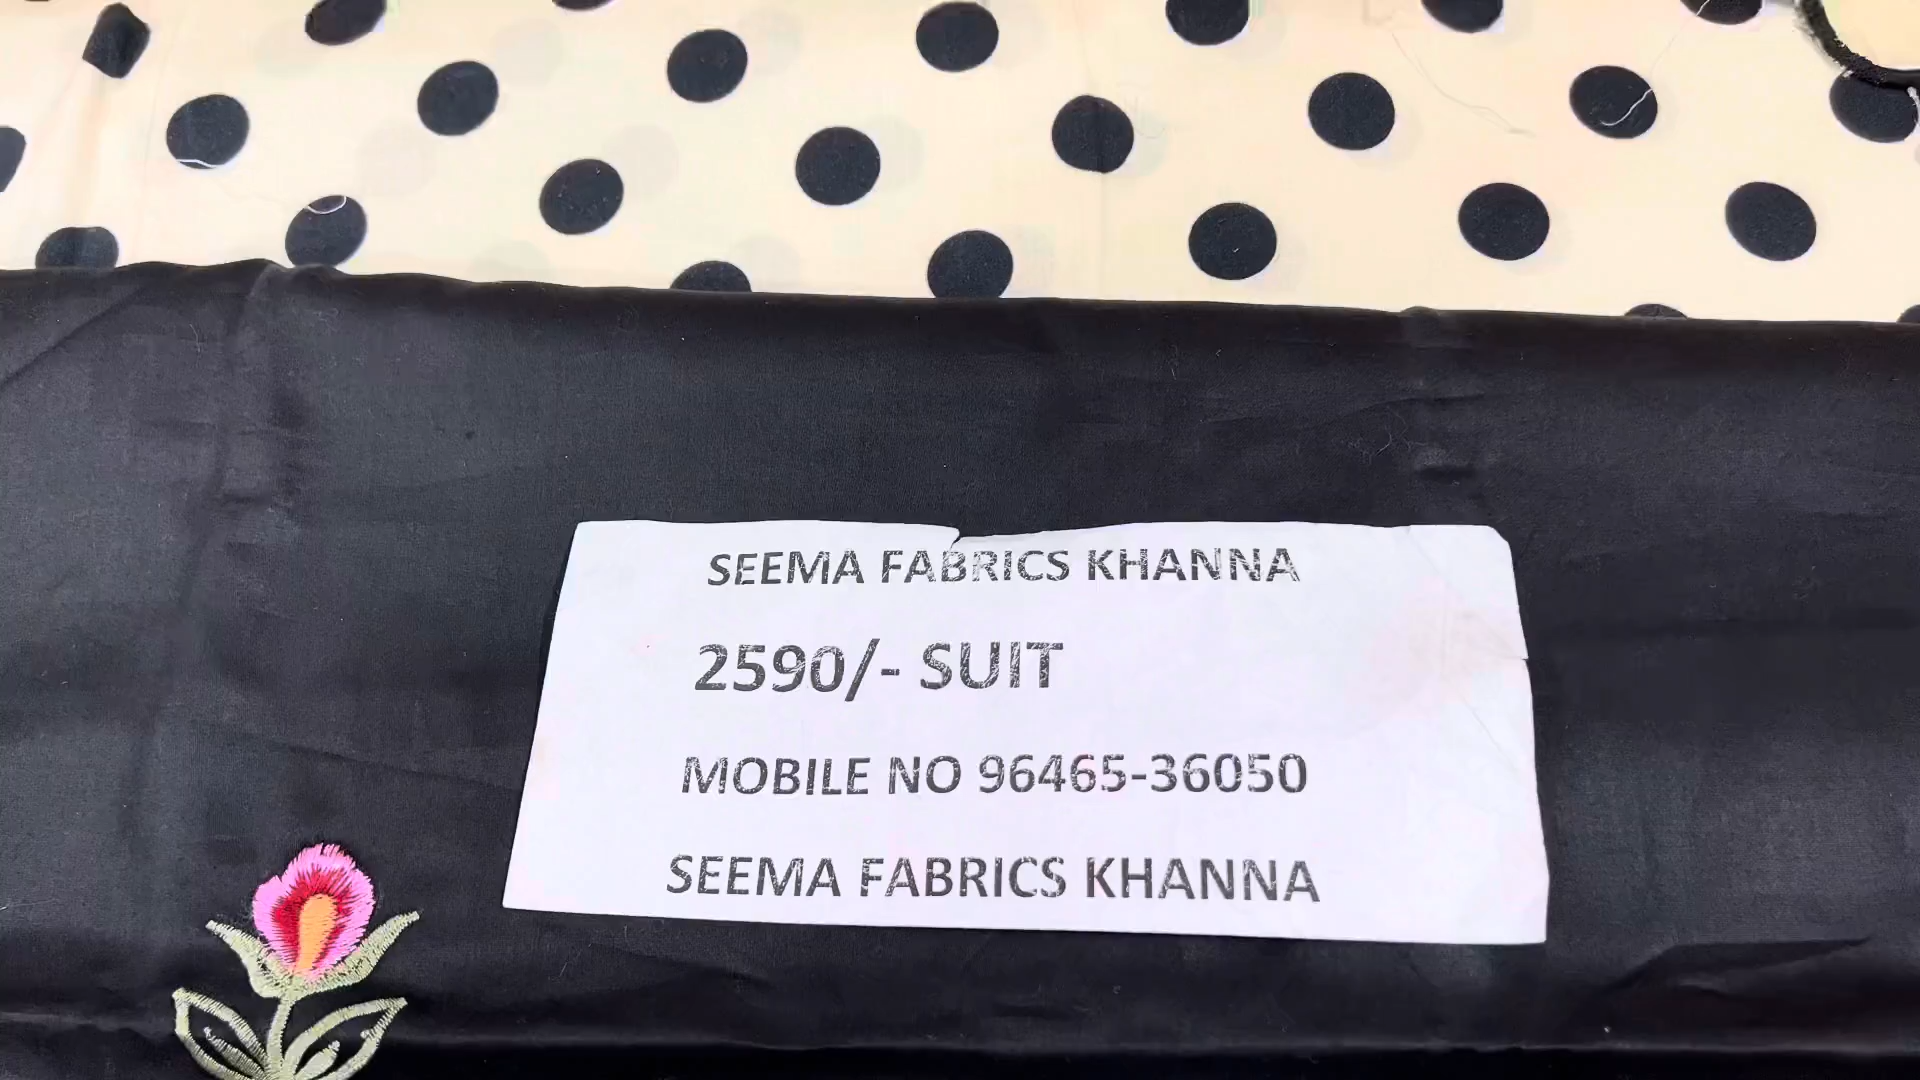 SEEMA FABRICS KHANNA
2590/- SUIT
MOBILE NO 96465-36050
SEEMA FABRICS KHANNA